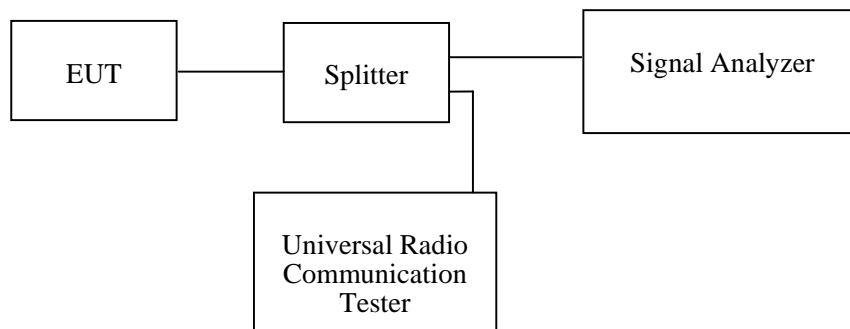 EUT
Splitter
Signal Analyzer
Universal Radio
Communication
Tester